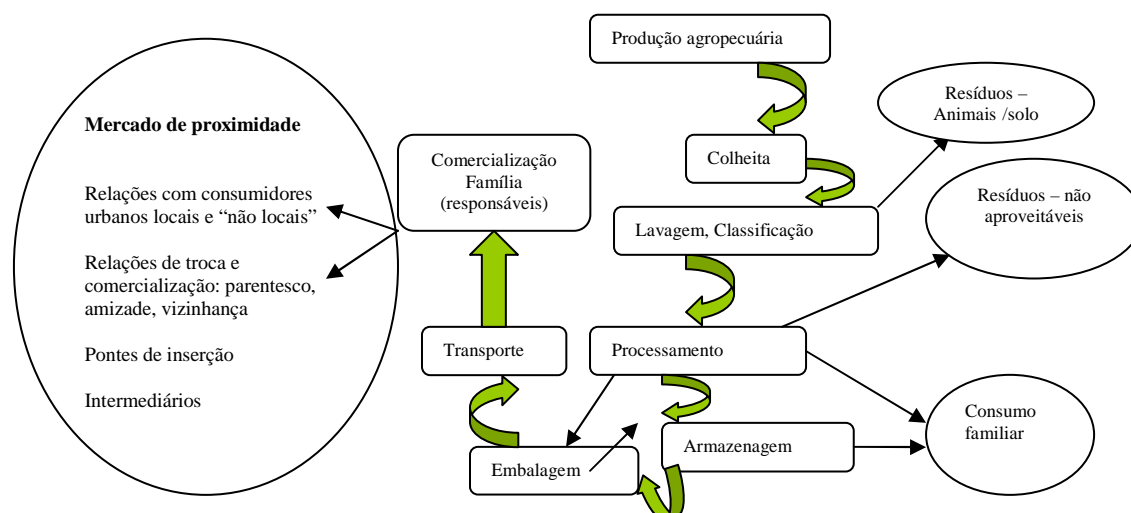 Produção agropecuária
Resíduos –
Animais /solo
Mercado de proximidade
Comercialização
Família
(responsáveis)
Colheita
Relações com consumidores
urbanos locais e “não locais”
Resíduos – não
aproveitáveis
Lavagem, Classificação
Relações de troca e
comercialização: parentesco,
amizade, vizinhança
Transporte
Processamento
Pontes de inserção
Intermediários
Consumo
familiar
Armazenagem
Embalagem